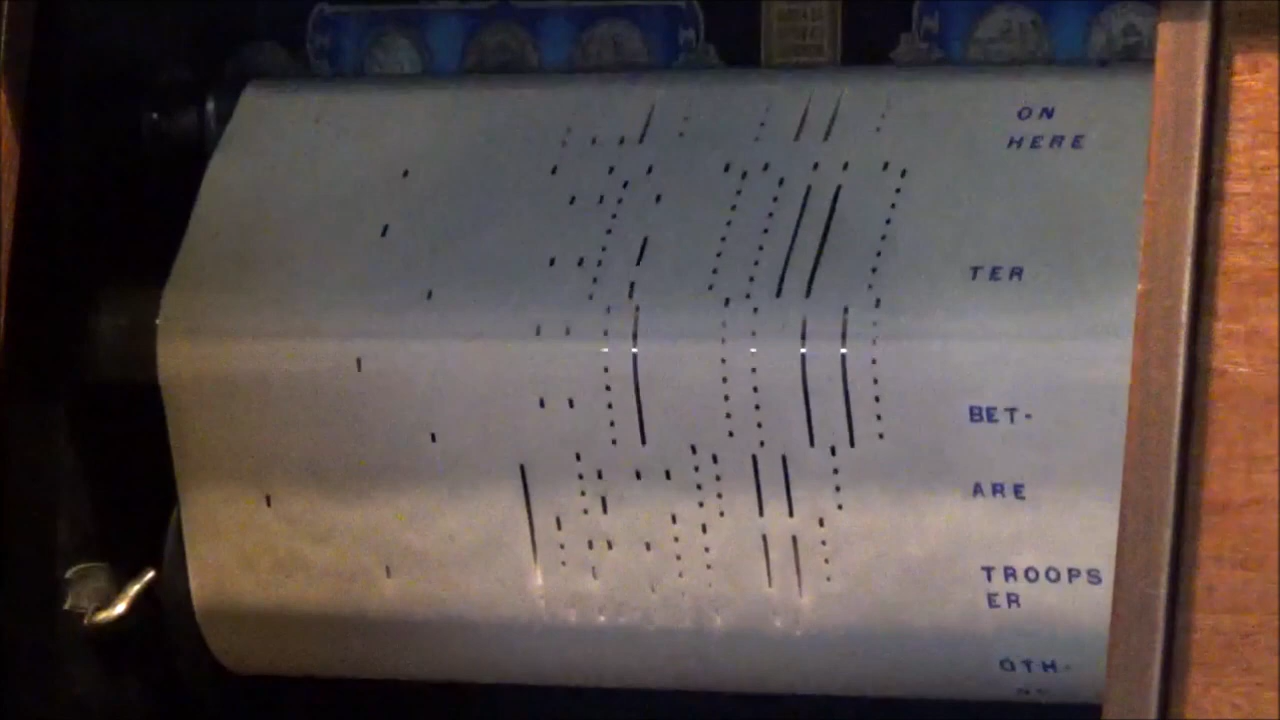 ON
HERE
TER
BET-
ARE
TROOPS
ER
OTH-